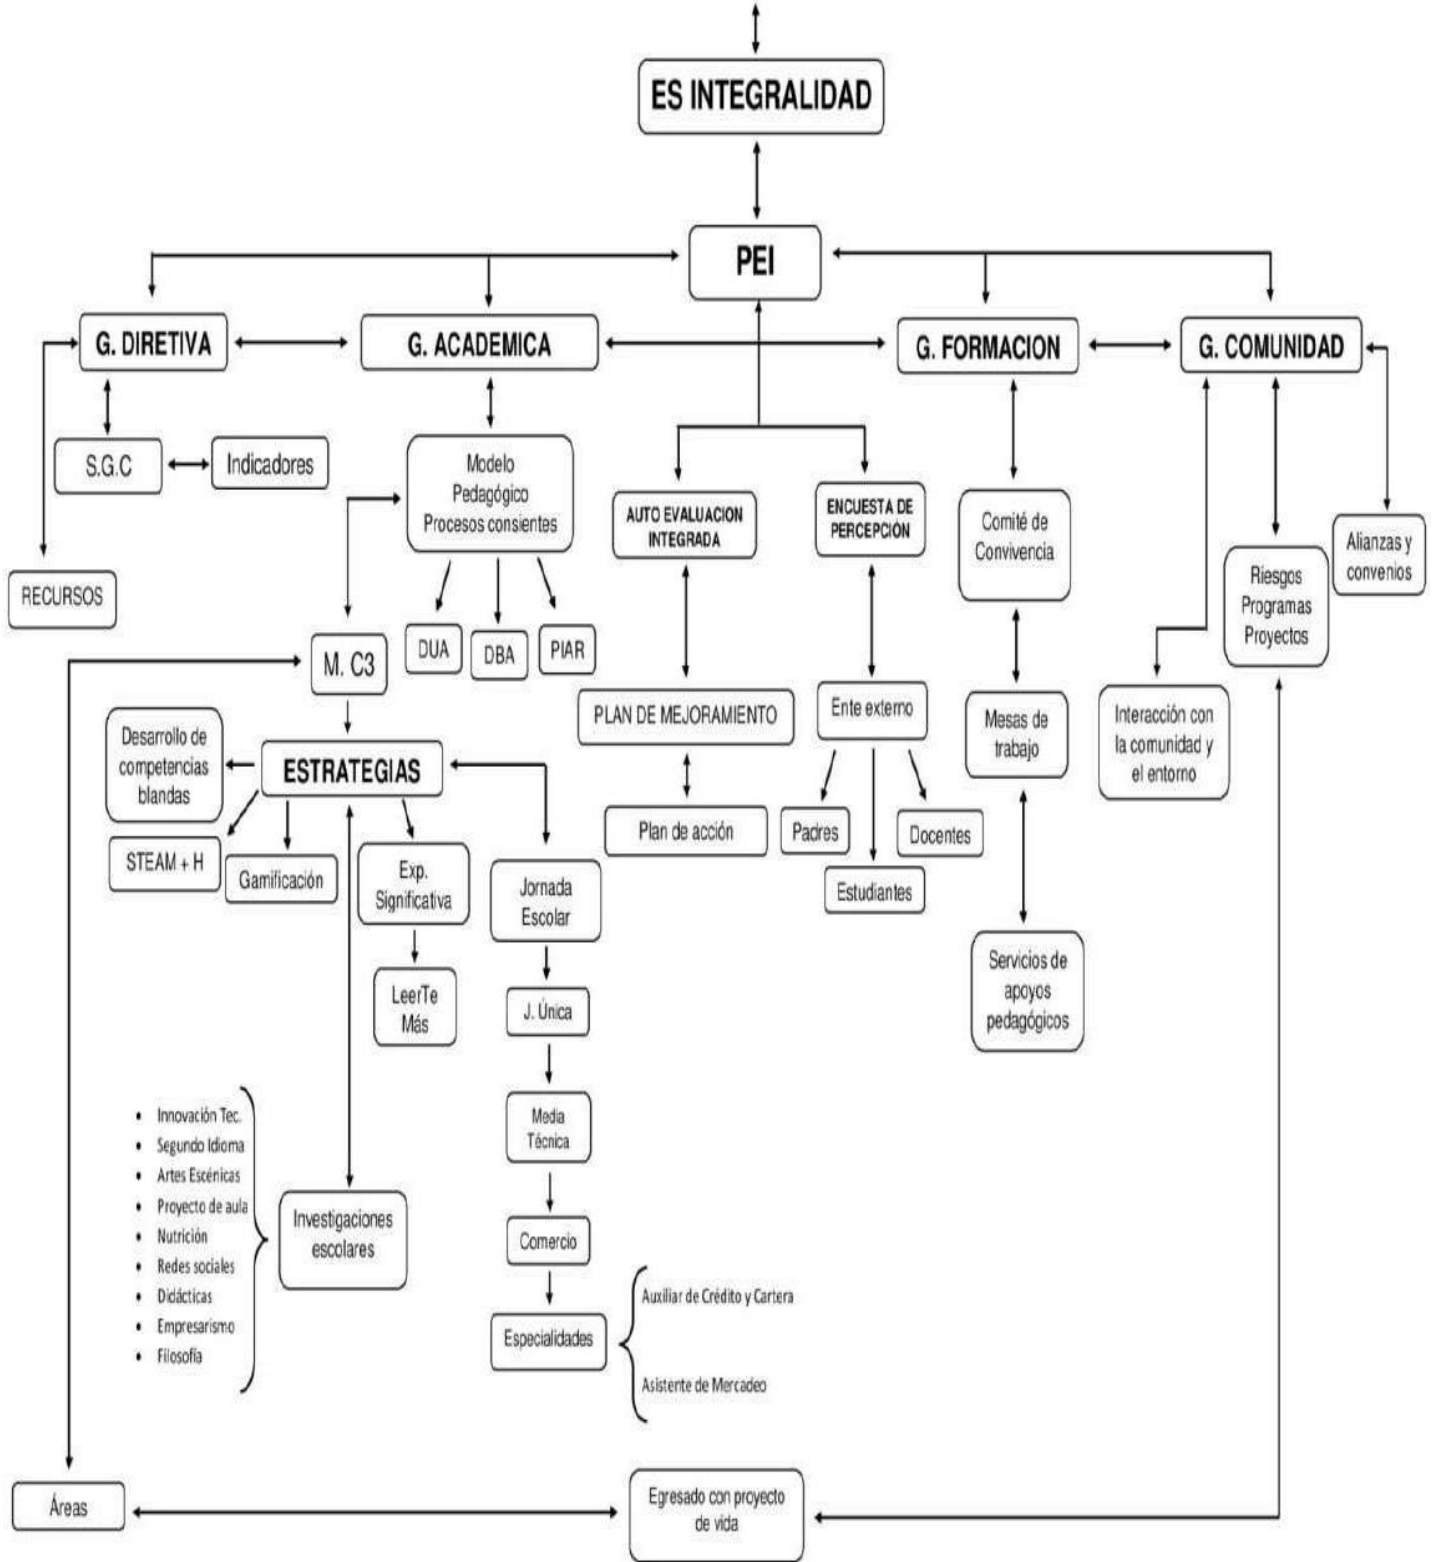 ES INTEGRALIDAD
PEI
G. DIRETIVA
G. ACADEMICA
G. FORMACION
G. COMUNIDAD
S.G.C
Indicadores
RECURSOS
Modelo
Pedagógico
Procesos consientes
DUA
DBA
PIAR
M. C3
AUTO EVALUACION
INTEGRADA
ENCUESTA DE
PERCEPCIÓN
Comité de
Convivencia
Riesgos
Programas
Proyectos
Alianzas y
convenios
PLAN DE MEJORAMIENTO
Ente externo
Mesas de
trabajo
Interacción con
la comunidad y
el entorno
Desarrollo de
competencias
blandas
ESTRATEGIAS
STEAM + H
Gamificación
Exp.
Significativa
Jornada
Escolar
Plan de acción
Padres
Estudiantes
Docentes
LeerTe
Más
J. Única
Servicios de
apoyos
pedagógicos
Media
Técnica
• Innovación Tec.
• Segundo Idioma
• Artes Escénicas
• Proyecto de aula
• Nutrición
• Redes sociales
• Didácticas
• Empresarismo
• Filosofía
Investigaciones
escolares
Comercio
Especialidades
Auxiliar de Crédito y Cartera
Asistente de Mercadeo
Áreas
Egresado con proyecto
de vida